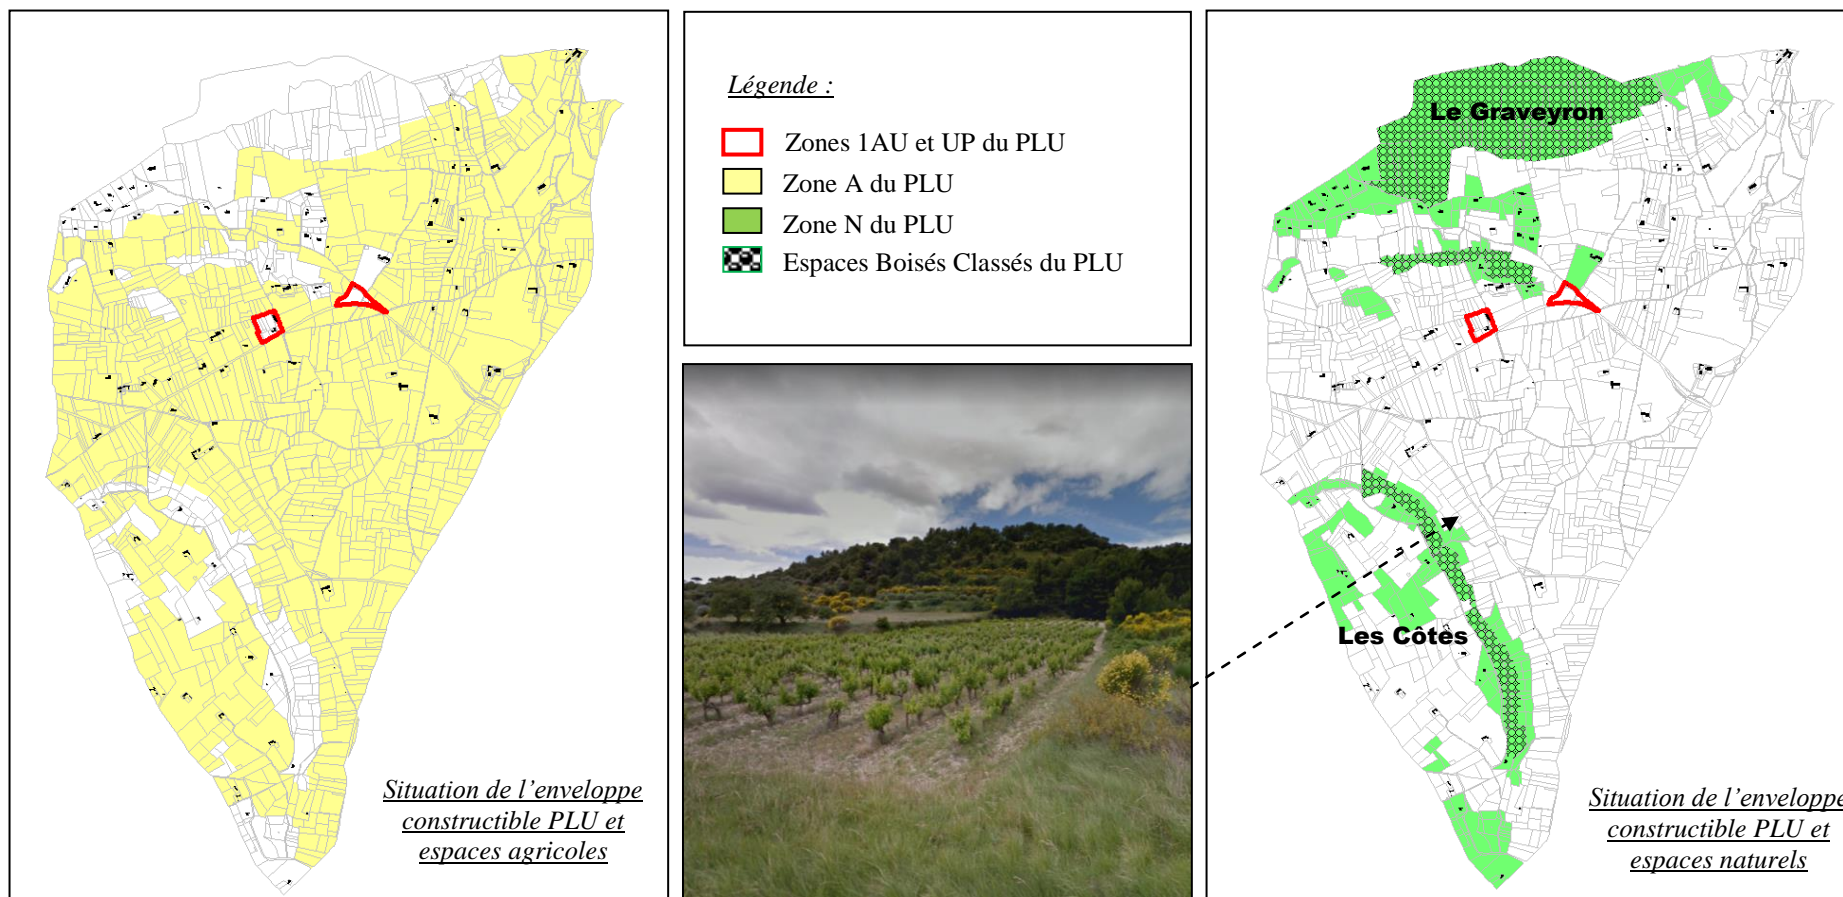 Situation de l’enveloppe
constructible PLU et
espaces agricoles
Légende :
Zones 1AU et UP du PLU
Zone A du PLU
Zone N du PLU
Espaces Boisés Classés du PLU
Le Graveyron
Les Côtes
Situation de l’enveloppe
constructible PLU et
espaces naturels